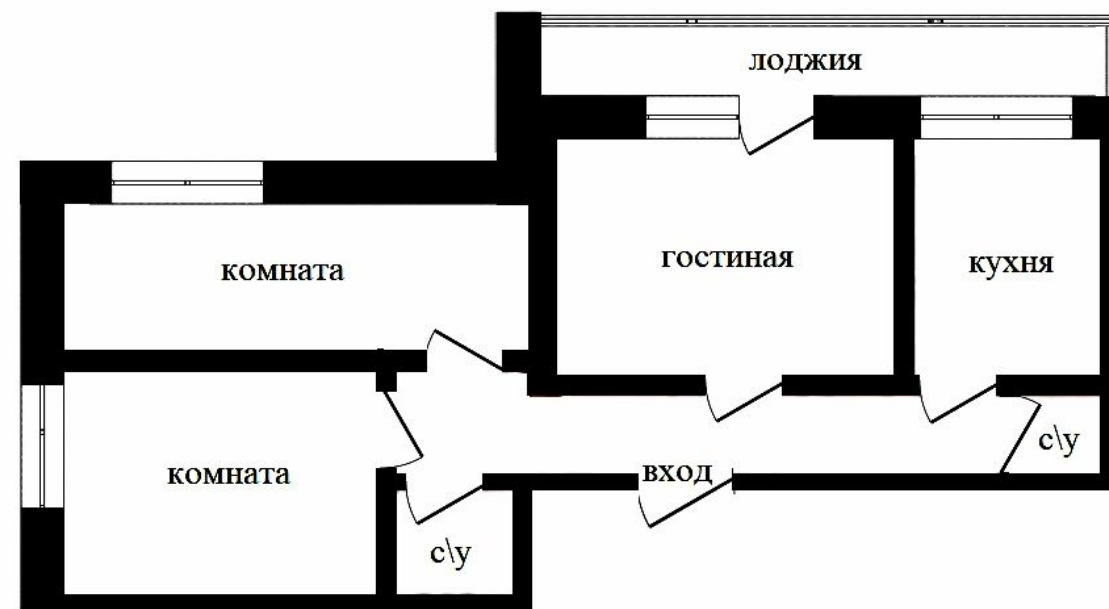 лоджия
гостиная
кухня
комната
комната
вход
с\у
с\у